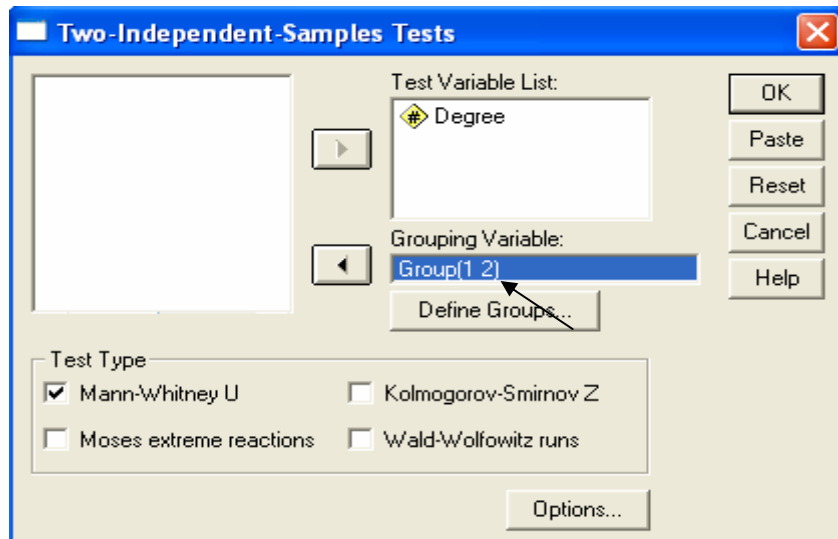 Two-Independent-Samples Tests
Test Variable List:
# Degree
Grouping Variable:
Group(1 2)
Define Groups...
OK
Paste
Reset
Cancel
Help
Test Type
Mann-Whitney U
Kolmogorov-Smirnov Z
Moses extreme reactions
Wald-Wolfowitz runs
Options...